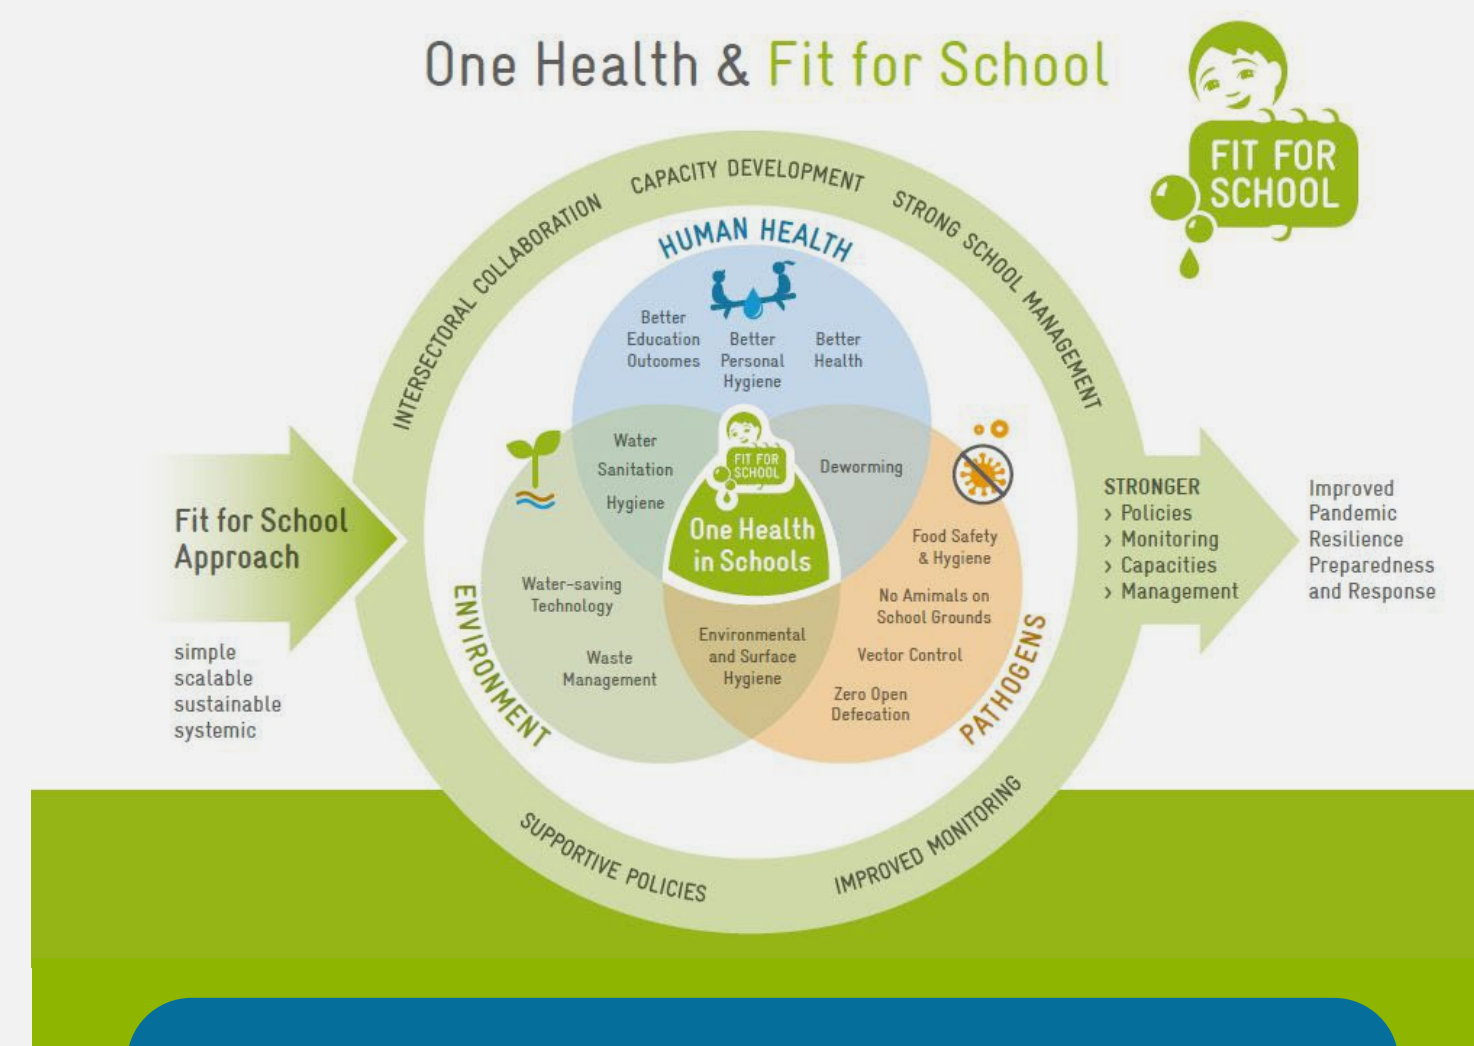 One Health & Fit for School
FIT FOR
SCHOOL
INTERSECTORAL COLLABORATION
CAPACITY DEVELOPMENT
STRONG SCHOOL MANAGEMENT
HUMAN HEALTH
Better
Education
Outcomes
Better
Personal
Hygiene
Better
Health
Water
Sanitation
Hygiene
FIT FOR
SCHOOL
One Health
in Schools
Deworming
Fit for School
Approach
simple
scalable
sustainable
systemic
ENVIRONMENT
Water-saving
Technology
Waste
Management
Environmental
and Surface
Hygiene
Food Safety
& Hygiene
No Amimals on
School Grounds
Vector Control
Zero Open
Defecation
PATHOGENS
STRONGER
› Policies
› Monitoring
› Capacities
› Management
Improved
Pandemic
Resilience
Preparedness
and Response
SUPPORTIVE POLICIES
IMPROVED MONITORING